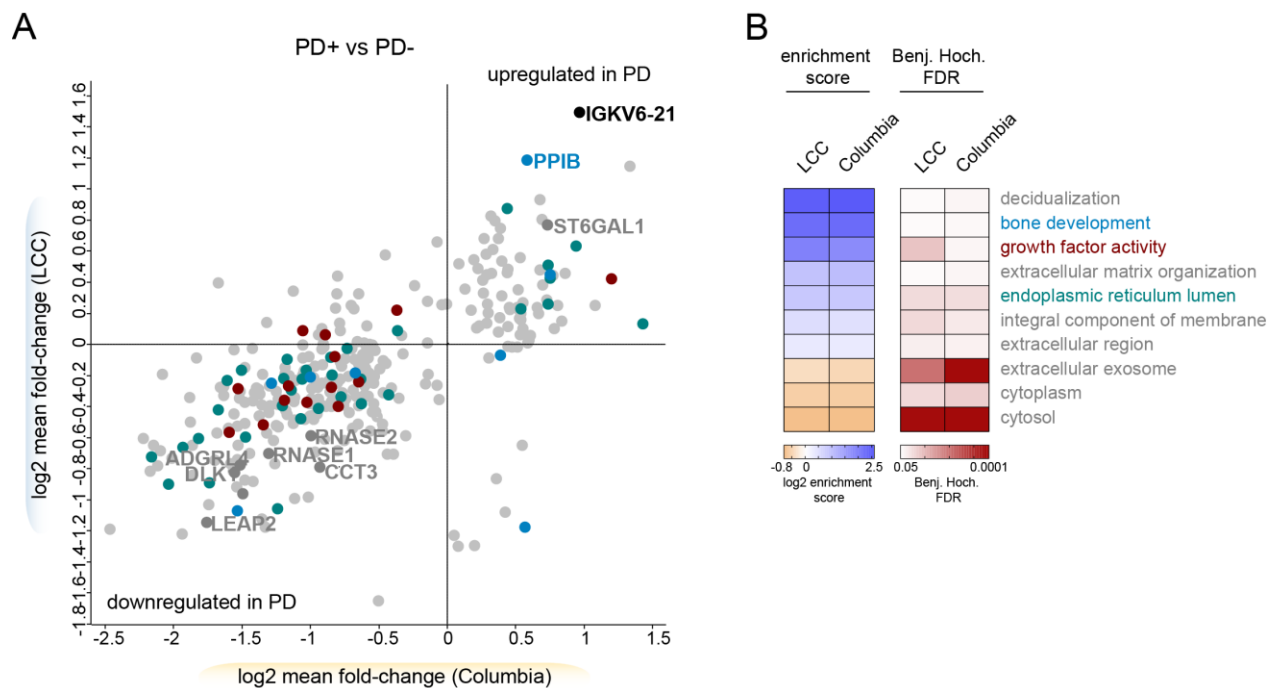 A
PD+ vs PD-
upregulated in PD
IGKV6-21
PPIB
ST6GAL1
RNASE2
RNASE1
ADGRL4
CCT3
LEAP2
downregulated in PD
log2 mean fold-change (LCC)
1.6
1.4
1.2
1
0.8
0.6
0.4
0.2
0
-0.2
-0.4
-0.6
-0.8
-1
-1.2
-1.4
-1.6
-1.8
-2.5
-2
-1.5
-1
-0.5
0
0.5
1
1.5
log2 mean fold-change (Columbia)
B
enrichment
score
Benj. Hoch.
FDR
LCC
Columbia
LCC
Columbia
decidualization
bone development
growth factor activity
extracellular matrix organization
endoplasmic reticulum lumen
integral component of membrane
extracellular region
extracellular exosome
cytoplasm
cytosol
-0.8 0 2.5
log2 enrichment
score
0.05 0.0001
Benj. Hoch.
FDR